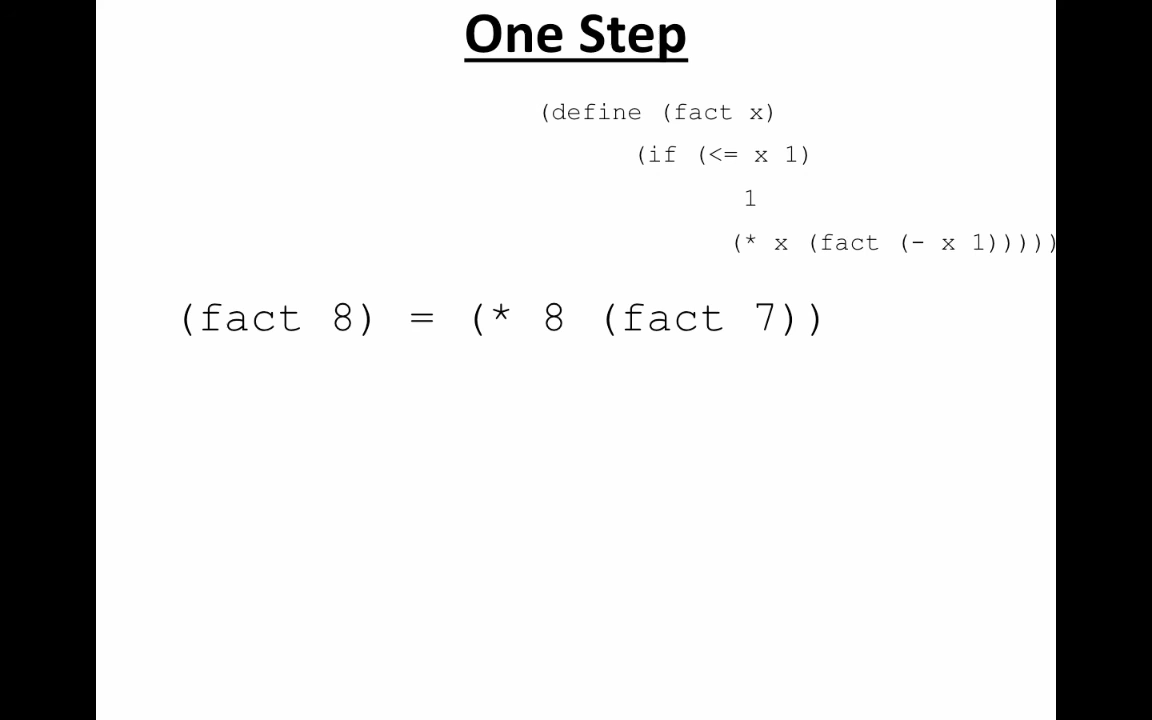 One Step
(define (fact x)
(if (<= x 1)
1
(* x (fact (- x 1)))))
(fact 8) = (* 8 (fact 7))